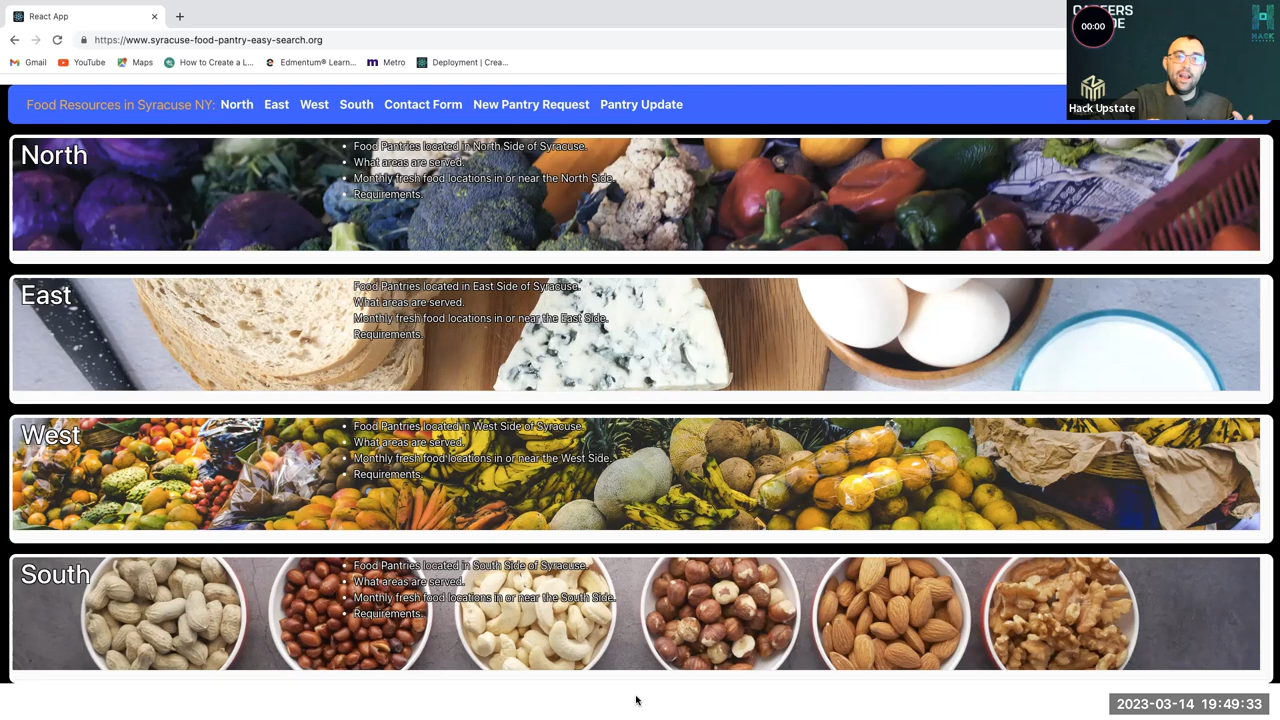 React App
https://www.syracuse-food-pantry-easy-search.org
Gmail YouTube Maps How to Create a L... Edmentum® Learn... Metro Deployment | Crea...
00:00
HACK
Hack Upstate
Food Resources in Syracuse NY: North East West South Contact Form New Pantry Request Pantry Update
North
Food Pantries located in North Side of Syracuse.
What areas are served.
Monthly fresh food locations in or near the North Side.
Requirements.
East
Food Pantries located in East Side of Syracuse.
What areas are served.
Monthly fresh food locations in or near the East Side.
Requirements.
West
Food Pantries located in West Side of Syracuse.
What areas are served.
Monthly fresh food locations in or near the West Side.
Requirements.
South
Food Pantries located in South Side of Syracuse.
What areas are served.
Monthly fresh food locations in or near the South Side.
Requirements.
2023-03-14 19:49:33